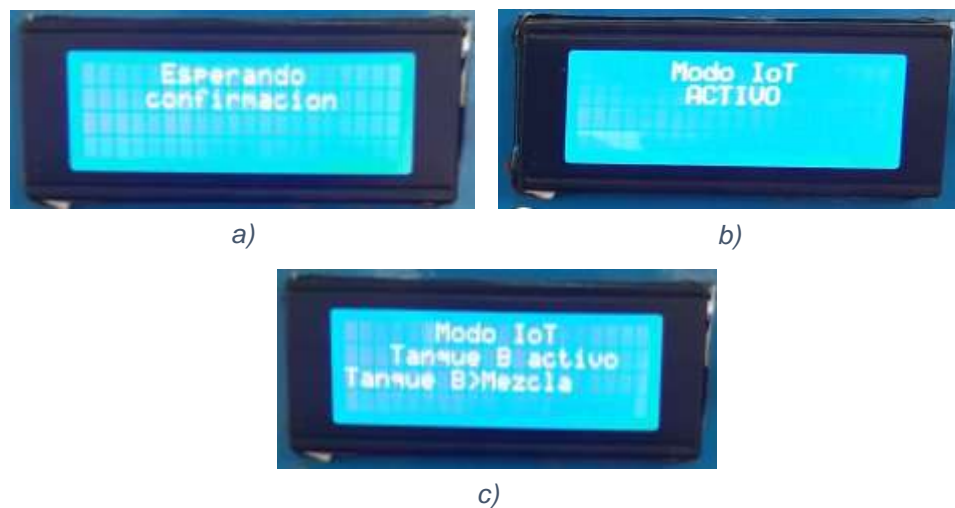 Esperando
confirmacion
a)
Modo IoT
ACTIVO
b)
Modo IoT
Tanque B activo
Tanque B>Mezcla
c)